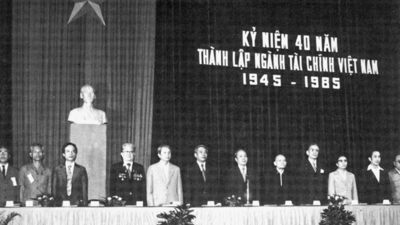 KỶ NIỆM 40 NĂM
THÀNH LẬP NGÀNH TÀI CHÍNH VIỆT NAM
1945 - 1985